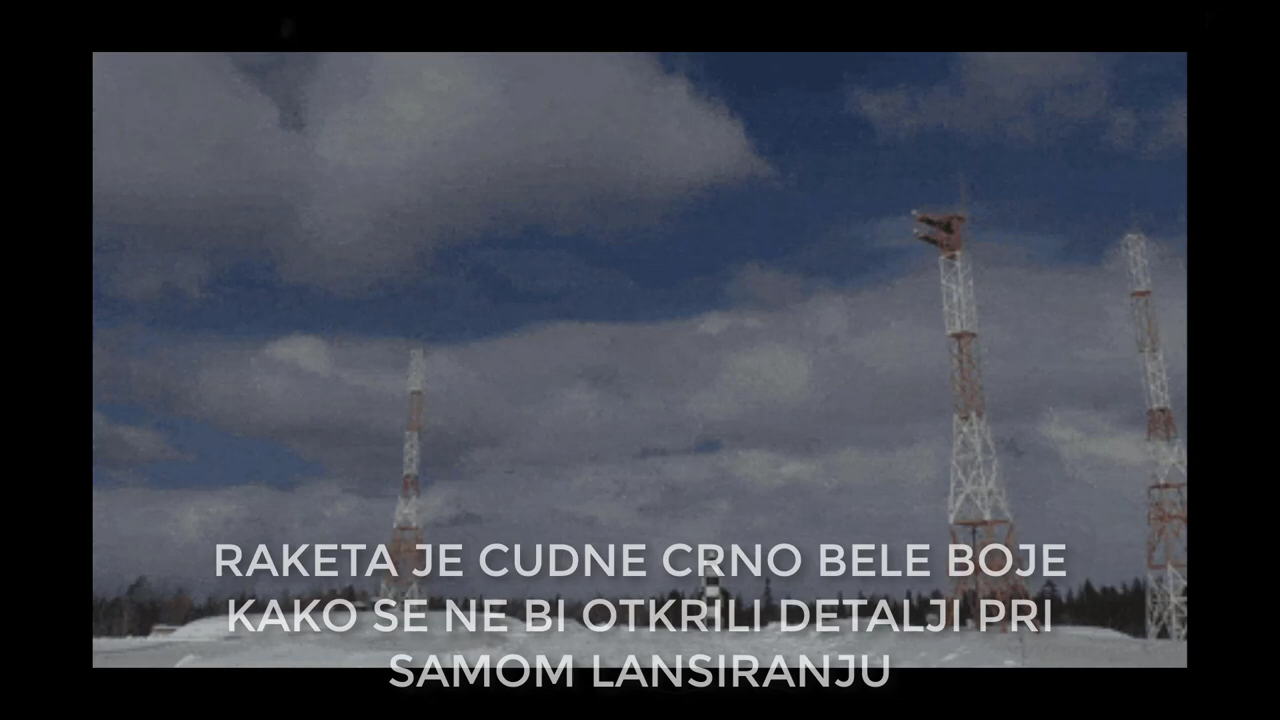 RAKETA JE CUDNE CRNO BELE BOJE
KAKO SE NE BI OTKRILI DETALJI PRI
SAMOM LANSIRANJU